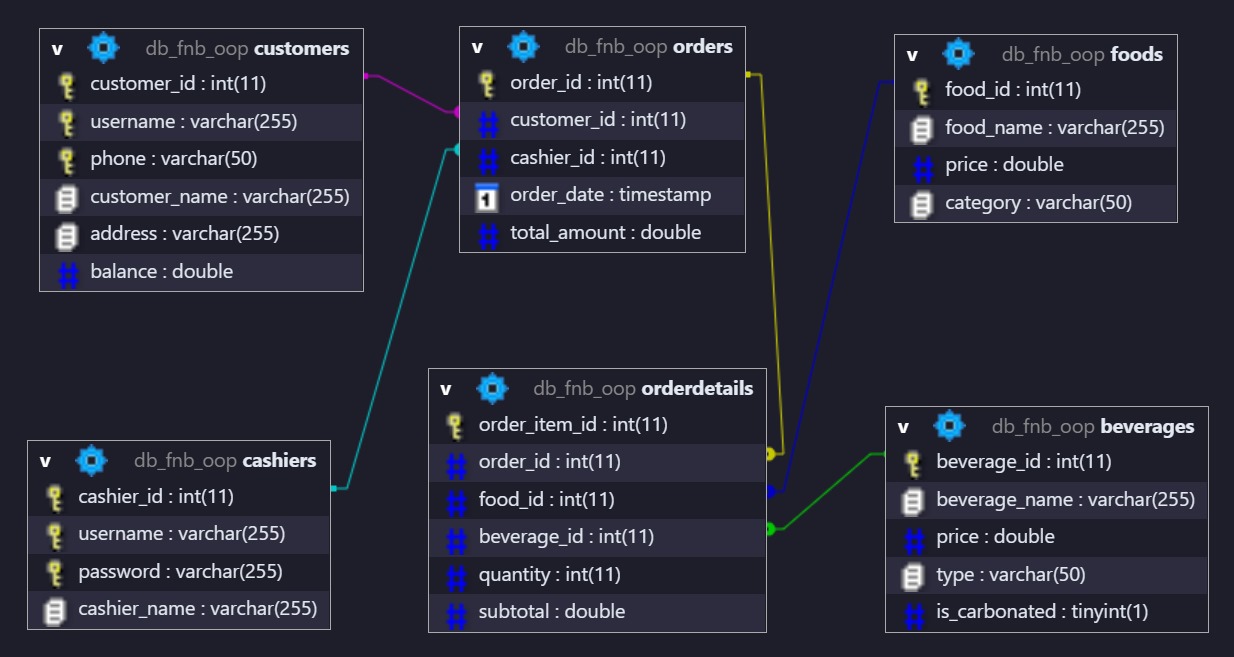 v db_fnb_oop customers
customer_id : int(11)
username : varchar(255)
phone : varchar(50)
customer_name : varchar(255)
address : varchar(255)
balance : double
v db_fnb_oop orders
order_id : int(11)
customer_id : int(11)
cashier_id : int(11)
1 order_date : timestamp
total_amount : double
v db_fnb_oop foods
food_id : int(11)
food_name : varchar(255)
price : double
category : varchar(50)
v db_fnb_oop cashiers
cashier_id : int(11)
username : varchar(255)
password : varchar(255)
cashier_name : varchar(255)
v db_fnb_oop orderdetails
order_item_id : int(11)
order_id : int(11)
food_id : int(11)
beverage_id : int(11)
quantity : int(11)
subtotal : double
v db_fnb_oop beverages
beverage_id : int(11)
beverage_name : varchar(255)
price : double
type : varchar(50)
is_carbonated : tinyint(1)